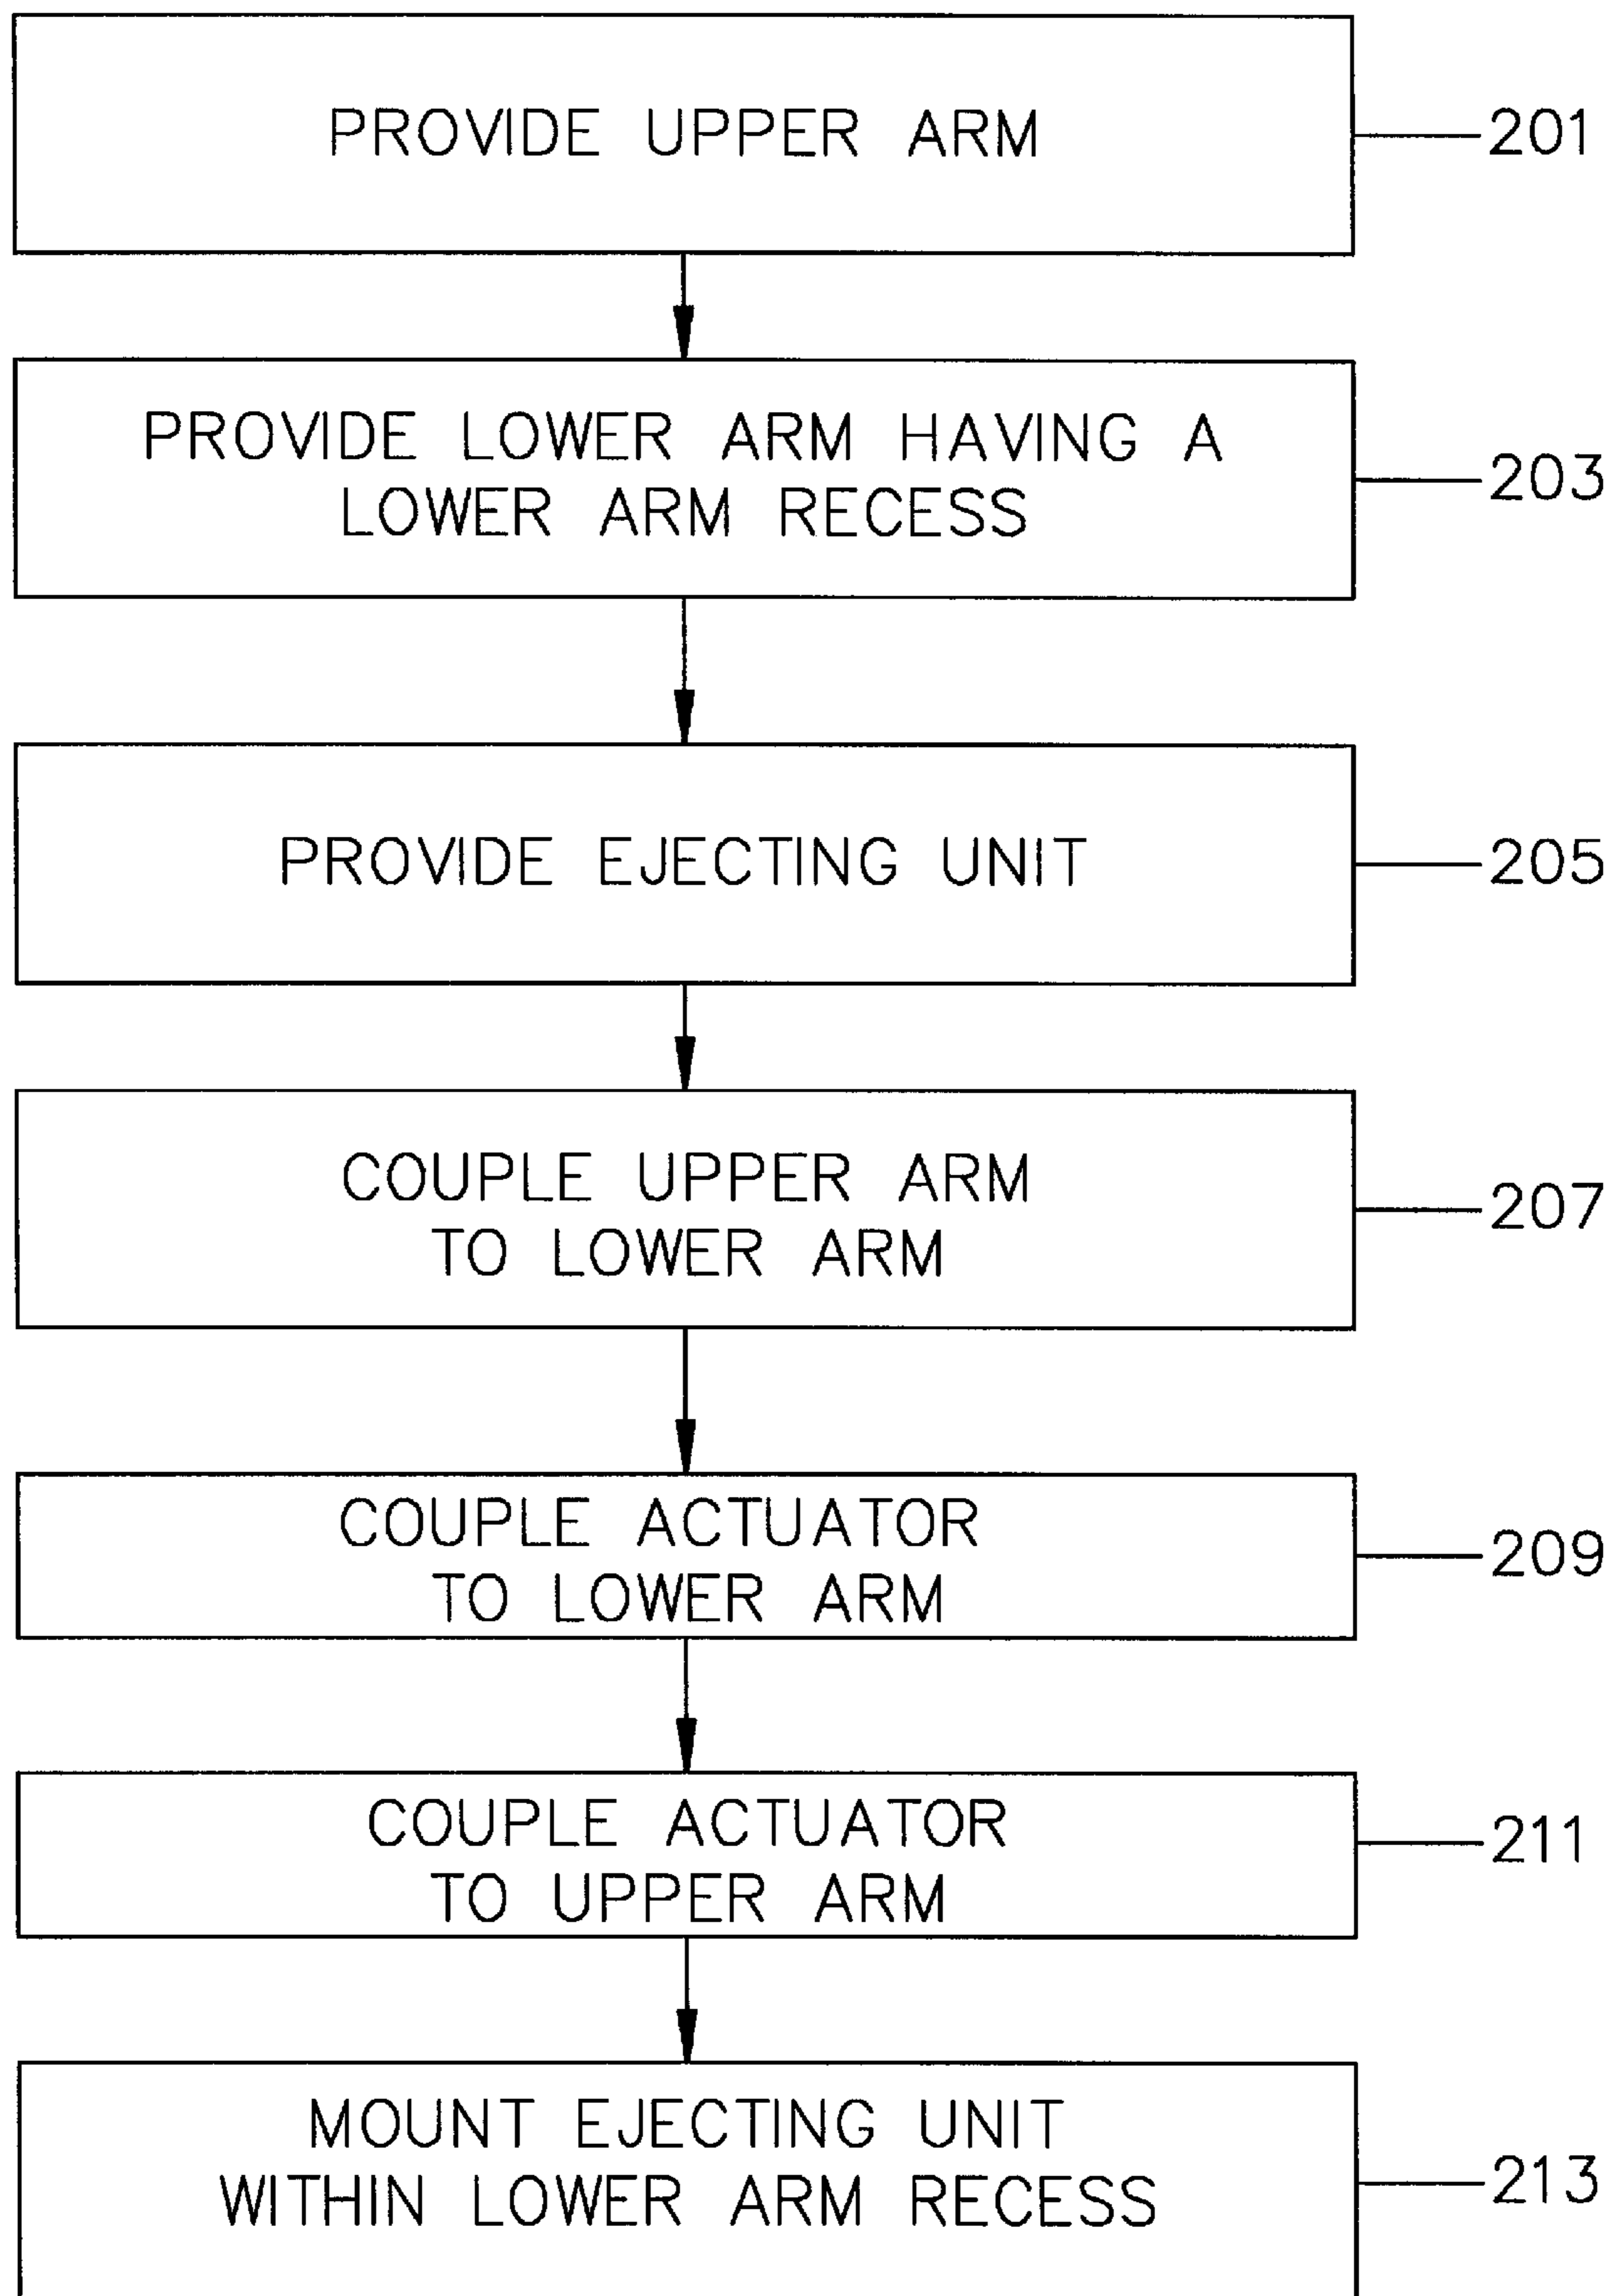 PROVIDE UPPER ARM
201
PROVIDE LOWER ARM HAVING A
LOWER ARM RECESS
203
PROVIDE EJECTING UNIT
205
COUPLE UPPER ARM
TO LOWER ARM
207
COUPLE ACTUATOR
TO LOWER ARM
209
COUPLE ACTUATOR
TO UPPER ARM
211
MOUNT EJECTING UNIT
WITHIN LOWER ARM RECESS
213